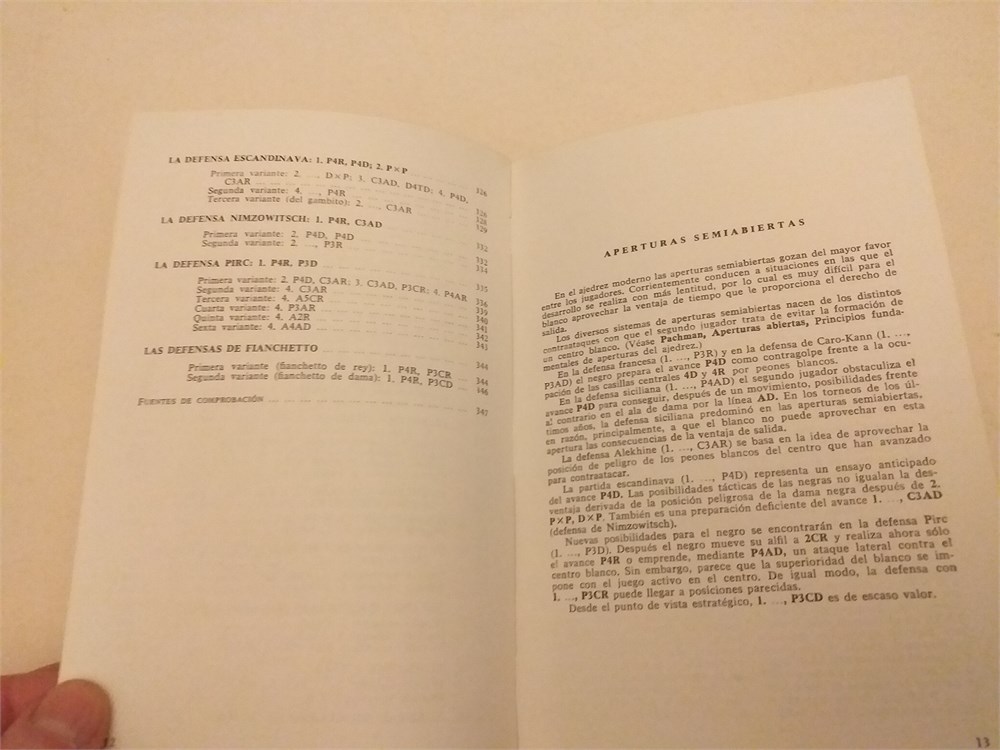 LA DEFENSA ESCANDINAVA: 1. P4R, P4D; 2. P×P
Primera variante: 2. ..., D×P; 3. C3AD, D4TD; 4. P4D,
C3AR ... 326
Segunda variante: 4. ..., P4R ... 328
Tercera variante (del gambito): 2. ..., C3AR ... 329
LA DEFENSA NIMZOWITSCH: 1. P4R, C3AD
Primera variante: 2. P4D, P4D ... 332
Segunda variante: 2. ..., P3R
LA DEFENSA PIRC: 1. P4R, P3D
Primera variante: 2. P4D, C3AR; 3. C3AD, P3CR; 4. P4AR
Segunda variante: 4. C3AR
Tercera variante: 4. A5CR
Cuarta variante: 4. P3AR
Quinta variante: 4. A2R
Sexta variante: 4. A4AD
LAS DEFENSAS DE FIANCHETTO
Primera variante (fianchetto de rey): 1. P4R, P3CR ... 344
Segunda variante (fianchetto de dama): 1. P4R, P3CD ... 346
FUENTES DE COMPROBACIÓN ... 347
12
APERTURAS SEMIABIERTAS
En el ajedrez moderno las aperturas semiabiertas gozan del mayor favor
entre los jugadores. Corrientemente conducen a situaciones en las que el
desarrollo se realiza con más lentitud, por lo cual es muy difícil para el
blanco aprovechar la ventaja de tiempo que le proporciona el derecho de
salida.
Los diversos sistemas de aperturas semiabiertas nacen de los distintos
contraataques con que el segundo jugador trata de evitar la formación de
un centro blanco. (Véase Pachman, Aperturas abiertas, Principios funda-
mentales de aperturas del ajedrez.)
En la defensa francesa (1. ..., P3R) y en la defensa de Caro-Kann (1. ...,
P3AD) el negro prepara el avance P4D como contragolpe frente a la ocu-
pación de las casillas centrales 4D y 4R por peones blancos.
En la defensa siciliana (1. ..., P4AD) el segundo jugador obstaculiza el
avance P4D para conseguir, después de un movimiento, posibilidades frente
al contrario en el ala de dama por la línea AD. En los torneos de los úl-
timos años, la defensa siciliana predominó en las aperturas semiabiertas,
en razón, principalmente, a que el blanco no puede aprovechar en esta
apertura las consecuencias de la ventaja de salida.
La defensa Alekhine (1. ..., C3AR) se basa en la idea de aprovechar la
posición de peligro de los peones blancos del centro que han avanzado
para contraatacar.
La partida escandinava (1. ..., P4D) representa un ensayo anticipado
del avance P4D. Las posibilidades tácticas de las negras no igualan la des-
ventaja derivada de la posición peligrosa de la dama negra después de 2.
P×P, D×P. También es una preparación deficiente del avance 1. ..., C3AD
(defensa de Nimzowitsch).
Nuevas posibilidades para el negro se encontrarán en la defensa Pirc
(1. ..., P3D). Después el negro mueve su alfil a 2CR y realiza ahora sólo
el avance P4R o emprende, mediante P4AD, un ataque lateral contra el
centro blanco. Sin embargo, parece que la superioridad del blanco se im-
pone con el juego activo en el centro. De igual modo, la defensa con
1. ..., P3CR puede llegar a posiciones parecidas.
Desde el punto de vista estratégico, 1. ..., P3CD es de escaso valor.
13